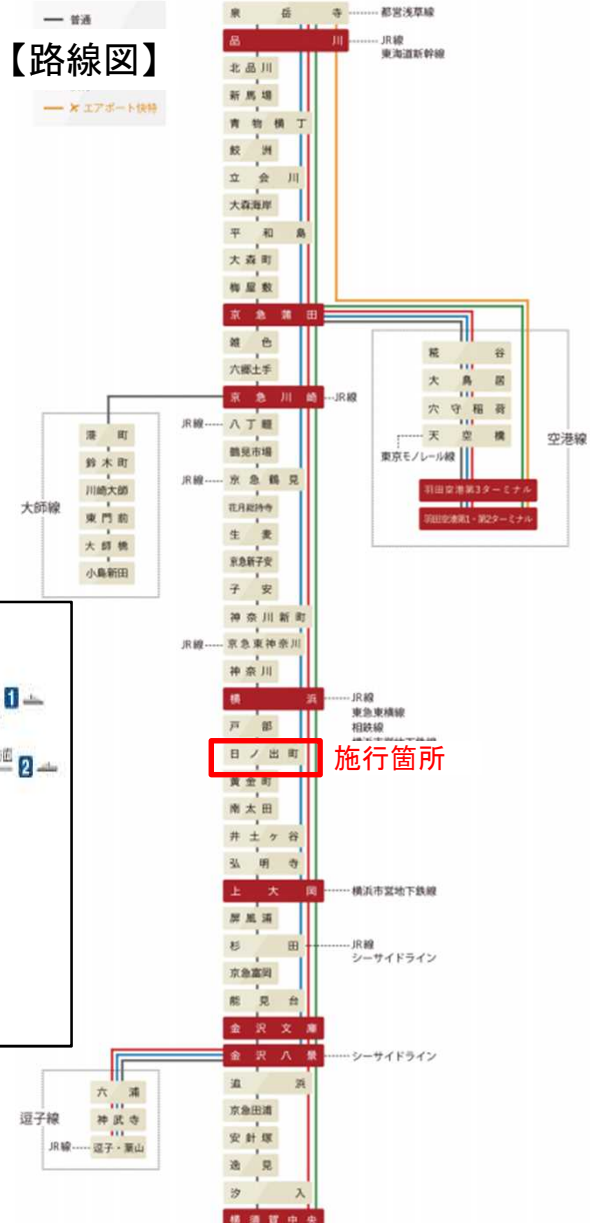 普通
【路線図】
エアポート快特
泉岳寺
都営浅草線
品川
JR線
東海道新幹線
北品川
新馬場
青物横丁
鮫洲
立会川
大森海岸
平和島
大森町
梅屋敷
京急蒲田
雑色
六郷土手
京急川崎
JR線
糀谷
大鳥居
穴守稲荷
天空橋
東京モノレール線
空港線
羽田空港第3ターミナル
羽田空港第1・第2ターミナル
大師線
港町
鈴木町
川崎大師
東門前
大師橋
小島新田
JR線
八丁畷
鶴見市場
JR線
京急鶴見
花月総持寺
生麦
京急新子安
子安
神奈川新町
JR線
京急東神奈川
神奈川
横浜
JR線
東急東横線
相鉄線
戸部
日ノ出町
施行箇所
黄金町
南太田
井土ヶ谷
弘明寺
上大岡
横浜市営地下鉄線
屏風浦
杉田
JR線
シーサイドライン
京急富岡
能見台
金沢文庫
金沢八景
シーサイドライン
1
2
逗子線
六浦
神武寺
JR線
逗子・葉山
追浜
京急田浦
安針塚
逸見
汐入
横須賀中央